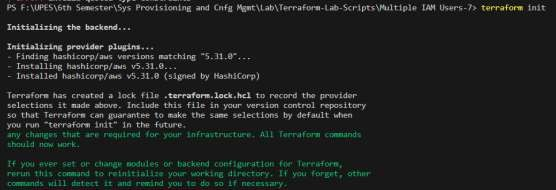 PS F:\UPES\6th Semester\Sys Provisioning and Cnfg Mgmt\Lab\Terraform-Lab-Scripts\Multiple IAM Users-7> terraform init
Initializing the backend...
Initializing provider plugins...
- Finding hashicorp/aws versions matching "5.31.0"...
- Installing hashicorp/aws v5.31.0...
- Installed hashicorp/aws v5.31.0 (signed by HashiCorp)
Terraform has created a lock file .terraform.lock.hcl to record the provider
selections it made above. Include this file in your version control repository
so that Terraform can guarantee to make the same selections by default when
you run "terraform init" in the future.
any changes that are required for your infrastructure. All Terraform commands
should now work.
If you ever set or change modules or backend configuration for Terraform,
rerun this command to reinitialize your working directory. If you forget, other
commands will detect it and remind you to do so if necessary.